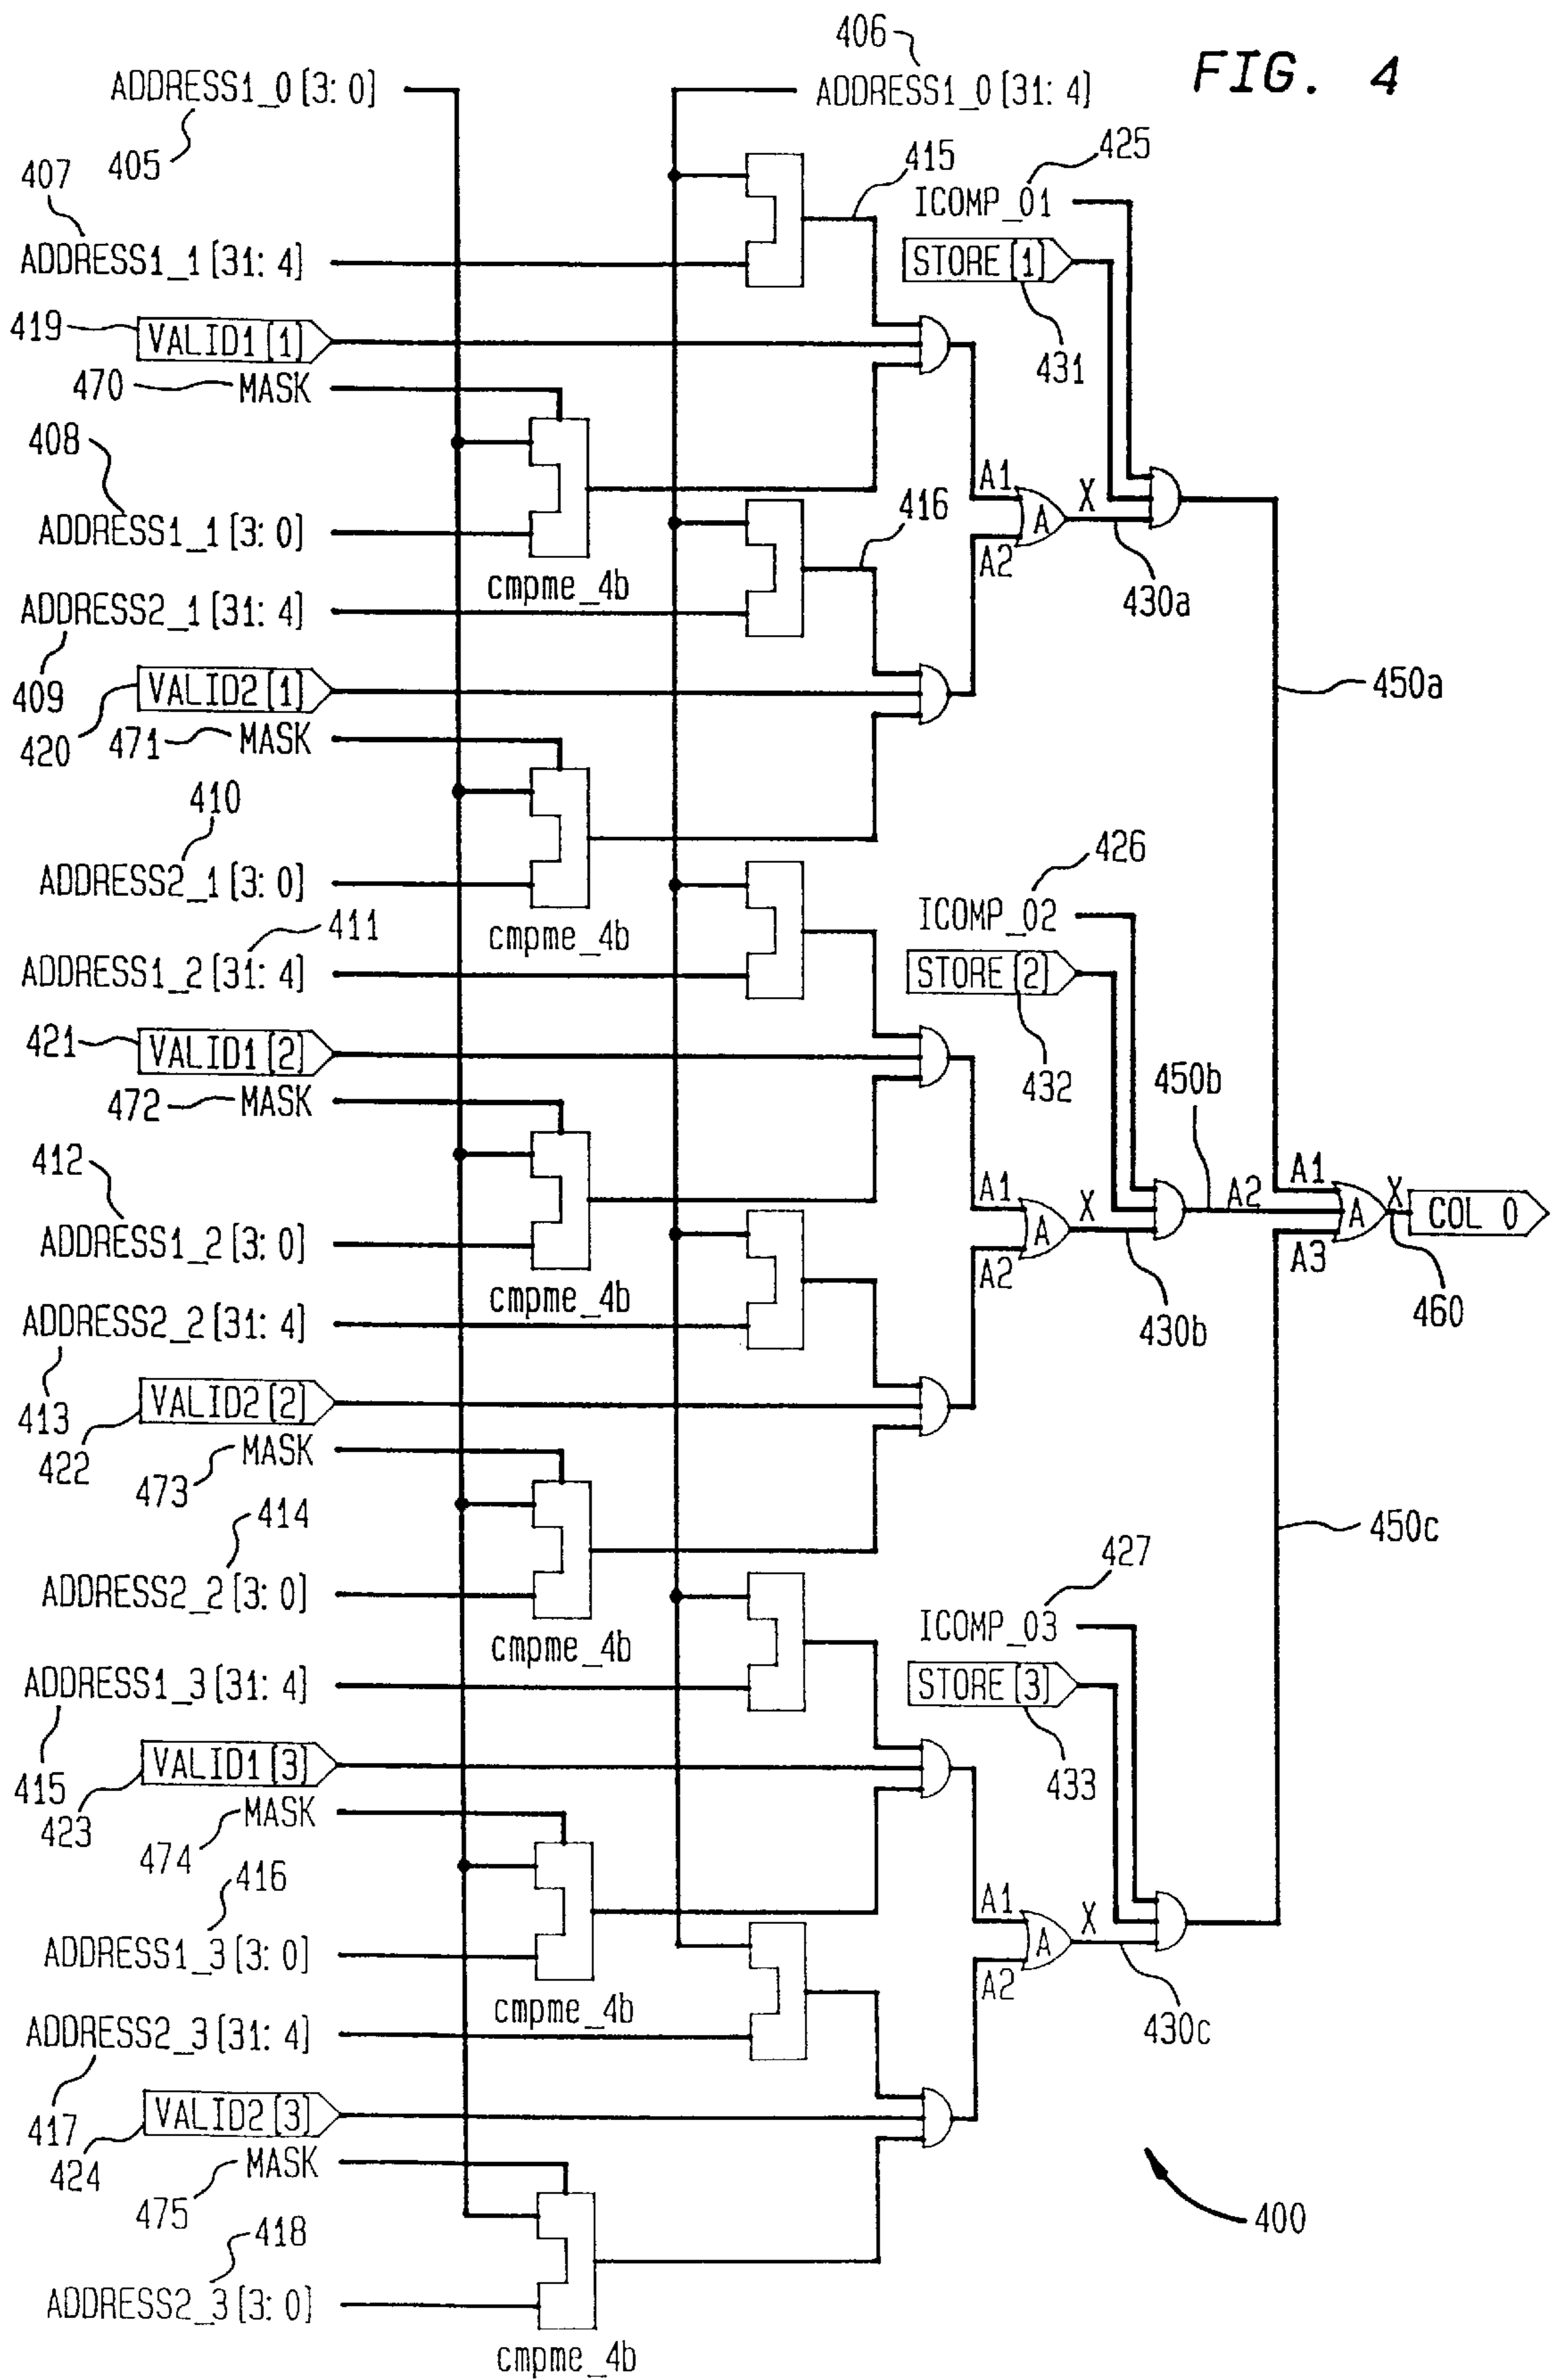 FIG. 4
406
ADDRESS1_0 [3: 0]
ADDRESS1_0 [31: 4]
405
425
407
415
ICOMP_01
ADDRESS1_1 [31: 4]
STORE [1]
419
VALID1 [1]
431
470
MASK
408
A1
X
A
ADDRESS1_1 [3: 0]
416
A2
cmpme_4b
430a
ADDRESS2_1 [31: 4]
409
VALID2 [1]
450a
420
471
MASK
410
426
ADDRESS2_1 [3: 0]
ICOMP_02
411
cmpme_4b
ADDRESS1_2 [31: 4]
STORE [2]
421
VALID1 [2]
432
450b
472
MASK
412
A1
X
A
A2
A1
A
X
COL 0
ADDRESS1_2 [3: 0]
A2
A3
cmpme_4b
430b
460
ADDRESS2_2 [31: 4]
413
VALID2 [2]
422
MASK
473
414
450c
427
ADDRESS2_2 [3: 0]
ICOMP_03
cmpme_4b
ADDRESS1_3 [31: 4]
STORE [3]
415
VALID1 [3]
433
423
MASK
474
416
A1
X
A
ADDRESS1_3 [3: 0]
A2
cmpme_4b
430c
ADDRESS2_3 [31: 4]
417
VALID2 [3]
424
MASK
475
400
418
ADDRESS2_3 [3: 0]
cmpme_4b